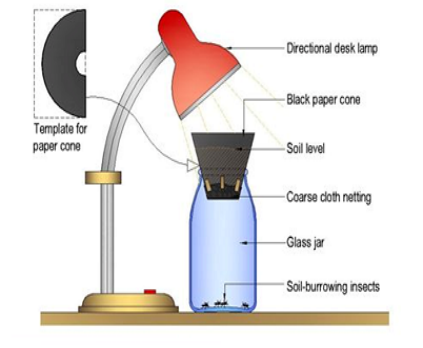 Directional desk lamp
Black paper cone
Template for
paper cone
Soil level
Coarse cloth netting
Glass jar
Soil-burrowing insects